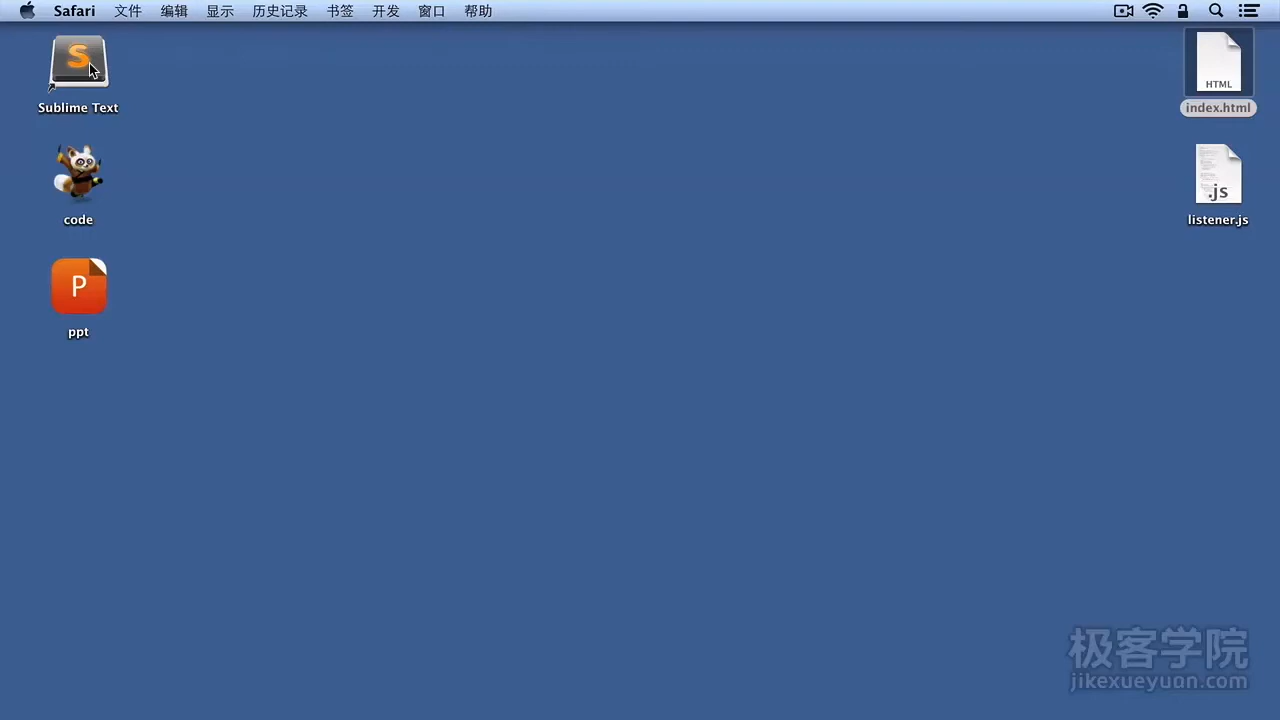 Safari 文件 编辑 显示 历史记录 书签 开发 窗口 帮助
S
Sublime Text
code
P
ppt
HTML
index.html
.js
listener.js
极客学院
jikexueyuan.com